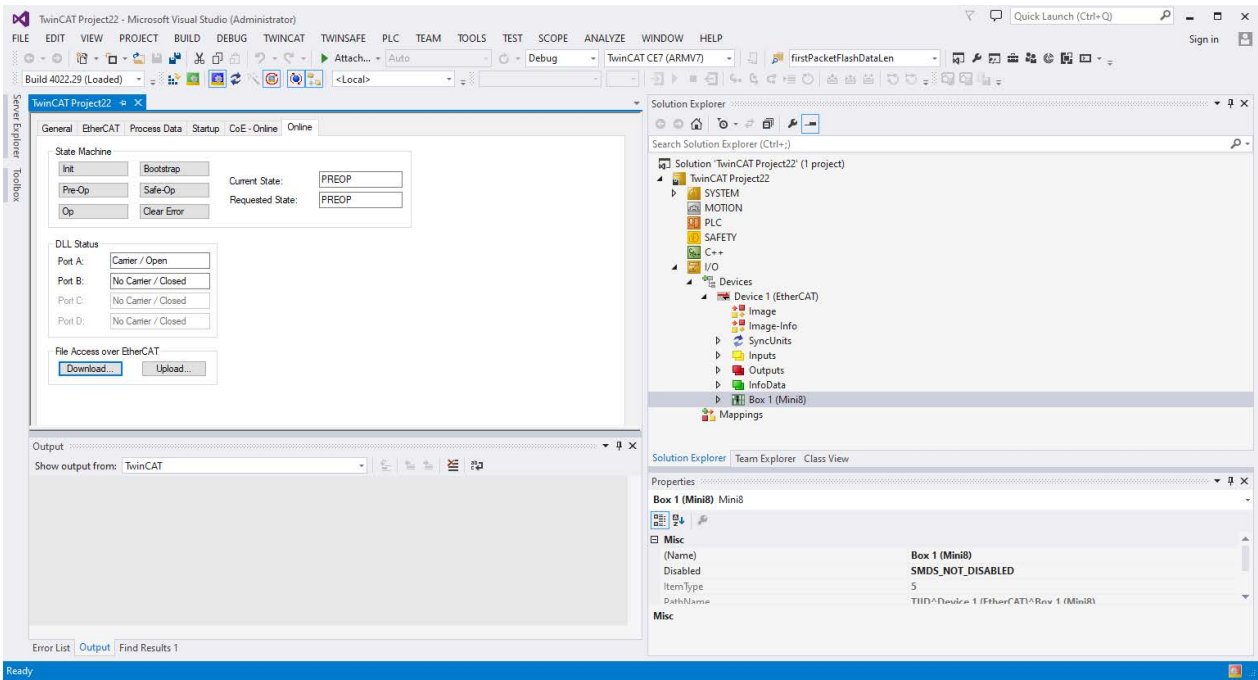 TwinCAT Project22 - Microsoft Visual Studio (Administrator)
Quick Launch (Ctrl+Q)
FILE EDIT VIEW PROJECT BUILD DEBUG TWINCAT TWINSAFE PLC TEAM TOOLS TEST SCOPE ANALYZE WINDOW HELP
Sign in
Attach... Auto Debug TwinCAT CE7 (ARMV7) firstPacketFlashDataLen
Build 4022.29 (Loaded) <Local>
Server Explorer
Toolbox
TwinCAT Project22
General EtherCAT Process Data Startup CoE - Online Online
State Machine
Init Bootstrap
Pre-Op Safe-Op
Op Clear Error
Current State: PREOP
Requested State: PREOP
DLL Status
Port A: Carrier / Open
Port B: No Carrier / Closed
Port C: No Carrier / Closed
Port D: No Carrier / Closed
File Access over EtherCAT
Download... Upload...
Output
Show output from: TwinCAT
Error List Output Find Results 1
Solution Explorer
Search Solution Explorer (Ctrl+;)
Solution 'TwinCAT Project22' (1 project)
TwinCAT Project22
SYSTEM
MOTION
PLC
SAFETY
C++
I/O
Devices
Device 1 (EtherCAT)
Image
Image-Info
SyncUnits
Inputs
Outputs
InfoData
Box 1 (Mini8)
Mappings
Solution Explorer Team Explorer Class View
Properties
Box 1 (Mini8) Mini8
Misc
(Name) Box 1 (Mini8)
Disabled SMDS_NOT_DISABLED
ItemType 5
PathName TIID^Device 1 (EtherCAT)^Box 1 (Mini8)
Misc
Ready